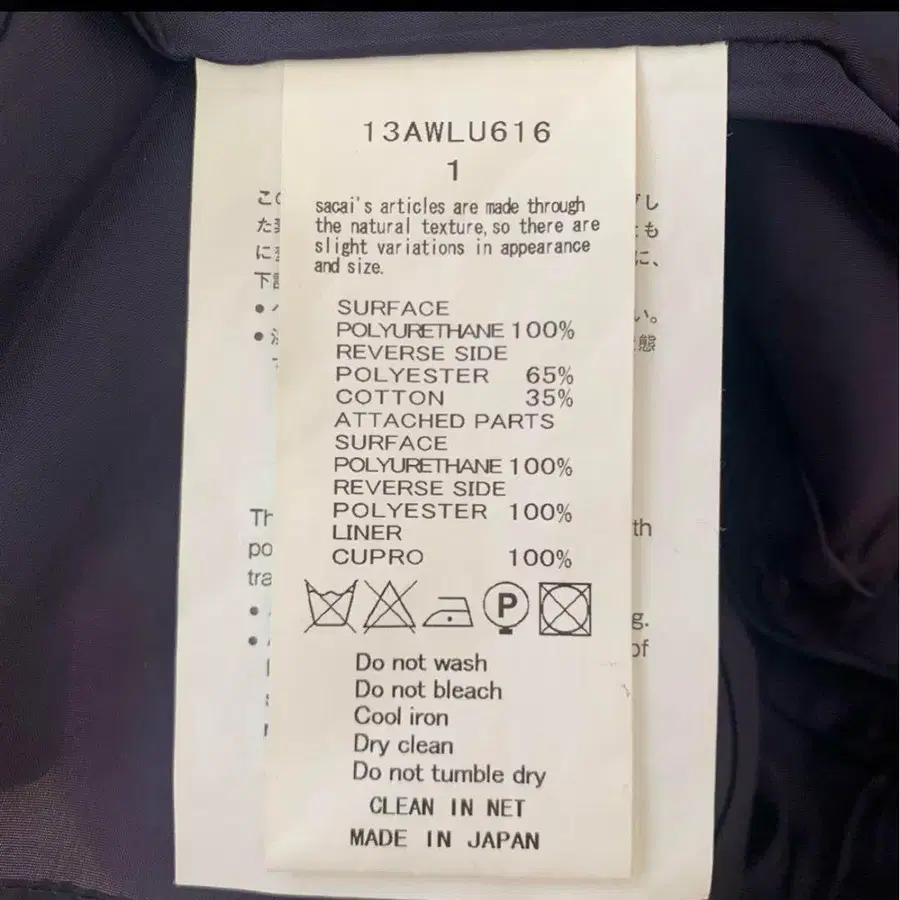 13AWLU616
1
sacai's articles are made through
the natural texture, so there are
slight variations in appearance
and size.
SURFACE
POLYURETHANE 100%
REVERSE SIDE
POLYESTER 65%
COTTON 35%
ATTACHED PARTS
SURFACE
POLYURETHANE 100%
REVERSE SIDE
POLYESTER 100%
LINER
CUPRO 100%
P
Do not wash
Do not bleach
Cool iron
Dry clean
Do not tumble dry
CLEAN IN NET
MADE IN JAPAN